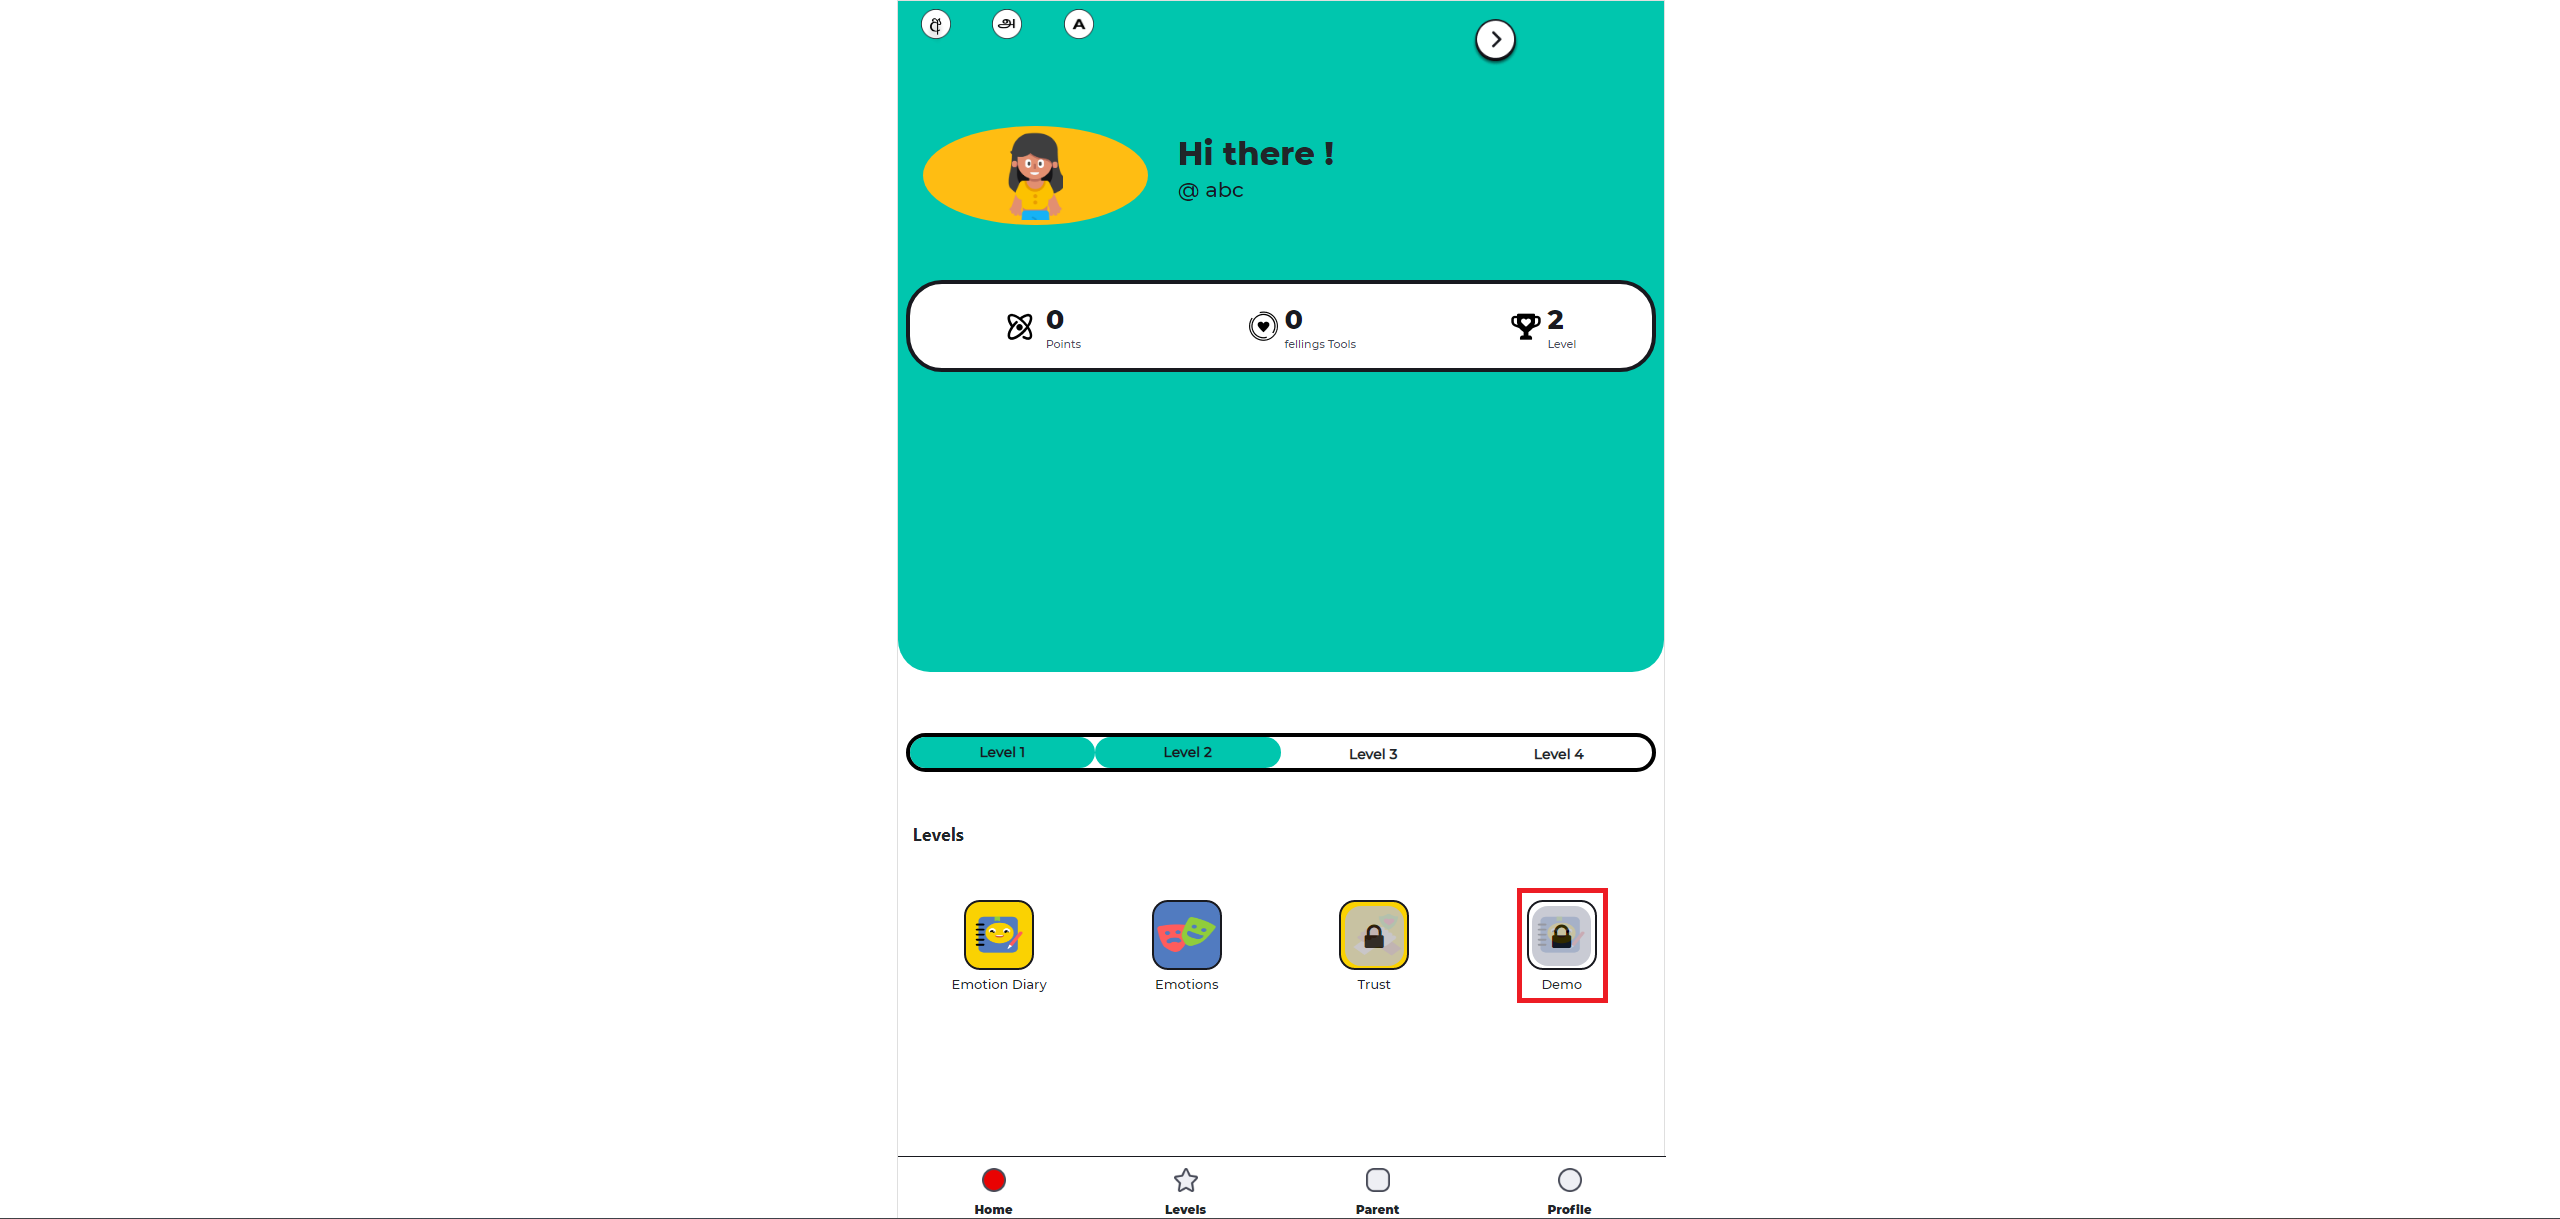 අ
அ
A
Hi there !
@ abc
0
Points
0
fellings Tools
2
Level
Level 1
Level 2
Level 3
Level 4
Levels
Emotion Diary
Emotions
Trust
Demo
Home
Levels
Parent
Profile